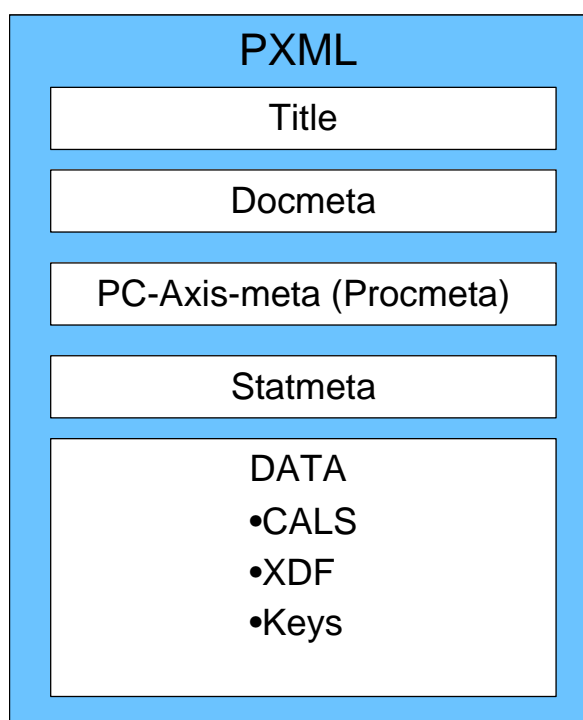 PXML
Title
Docmeta
PC-Axis-meta (Procmeta)
Statmeta
DATA
•CALS
•XDF
•Keys